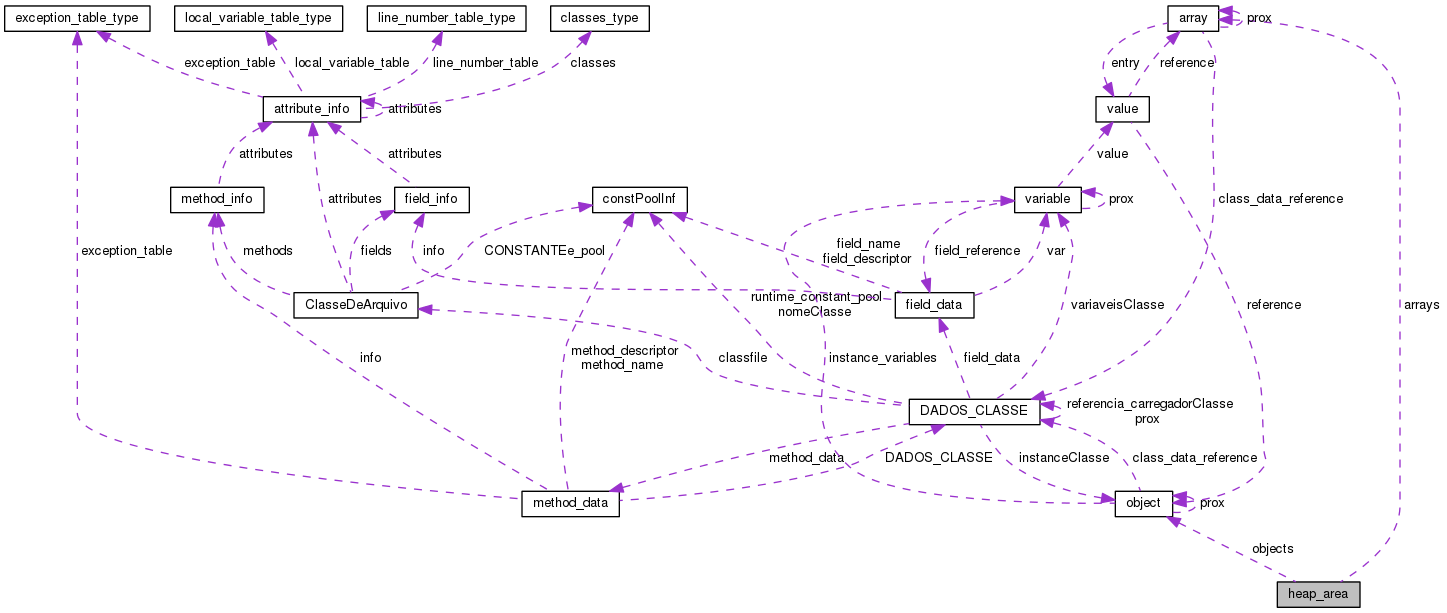 exception_table_type
local_variable_table_type
line_number_table_type
classes_type
array
prox
exception_table
local_variable_table
line_number_table
classes
entry
reference
attribute_info
attributes
value
attributes
attributes
value
method_info
attributes
field_info
constPoolInf
variable
prox
class_data_reference
exception_table
methods
fields
info
CONSTANTEe_pool
field_name
field_descriptor
field_reference
var
ClasseDeArquivo
runtime_constant_pool
nomeClasse
field_data
variaveisClasse
reference
arrays
info
method_descriptor
method_name
classfile
instance_variables
field_data
DADOS_CLASSE
referencia_carregadorClasse
prox
method_data
DADOS_CLASSE
instanceClasse
class_data_reference
method_data
object
prox
objects
heap_area